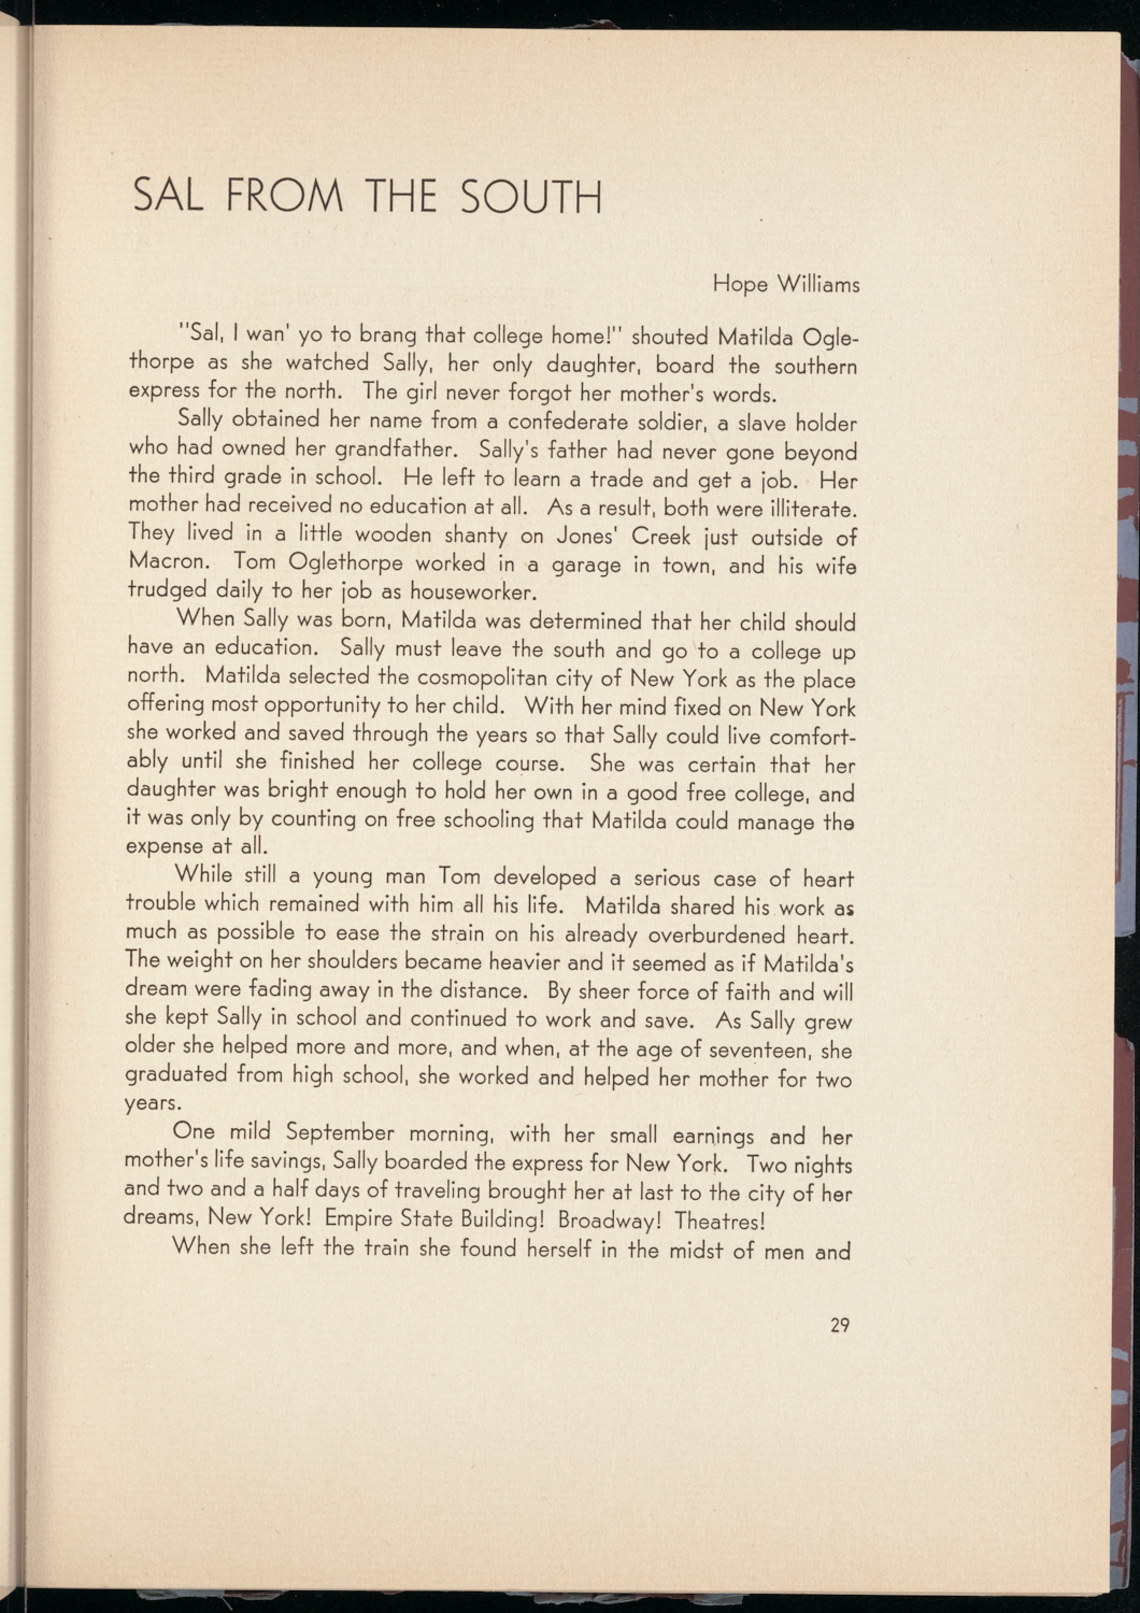 SAL FROM THE SOUTH
Hope Williams
"Sal, I wan' yo to brang that college home!" shouted Matilda Ogle-
thorpe as she watched Sally, her only daughter, board the southern
express for the north. The girl never forgot her mother's words.
Sally obtained her name from a confederate soldier, a slave holder
who had owned her grandfather. Sally's father had never gone beyond
the third grade in school. He left to learn a trade and get a job. Her
mother had received no education at all. As a result, both were illiterate.
They lived in a little wooden shanty on Jones' Creek just outside of
Macron. Tom Oglethorpe worked in a garage in town, and his wife
trudged daily to her job as houseworker.
When Sally was born, Matilda was determined that her child should
have an education. Sally must leave the south and go to a college up
north. Matilda selected the cosmopolitan city of New York as the place
offering most opportunity to her child. With her mind fixed on New York
she worked and saved through the years so that Sally could live comfort-
ably until she finished her college course. She was certain that her
daughter was bright enough to hold her own in a good free college, and
it was only by counting on free schooling that Matilda could manage the
expense at all.
While still a young man Tom developed a serious case of heart
trouble which remained with him all his life. Matilda shared his work as
much as possible to ease the strain on his already overburdened heart.
The weight on her shoulders became heavier and it seemed as if Matilda's
dream were fading away in the distance. By sheer force of faith and will
she kept Sally in school and continued to work and save. As Sally grew
older she helped more and more, and when, at the age of seventeen, she
graduated from high school, she worked and helped her mother for two
years.
One mild September morning, with her small earnings and her
mother's life savings, Sally boarded the express for New York. Two nights
and two and a half days of traveling brought her at last to the city of her
dreams, New York! Empire State Building! Broadway! Theatres!
When she left the train she found herself in the midst of men and
29